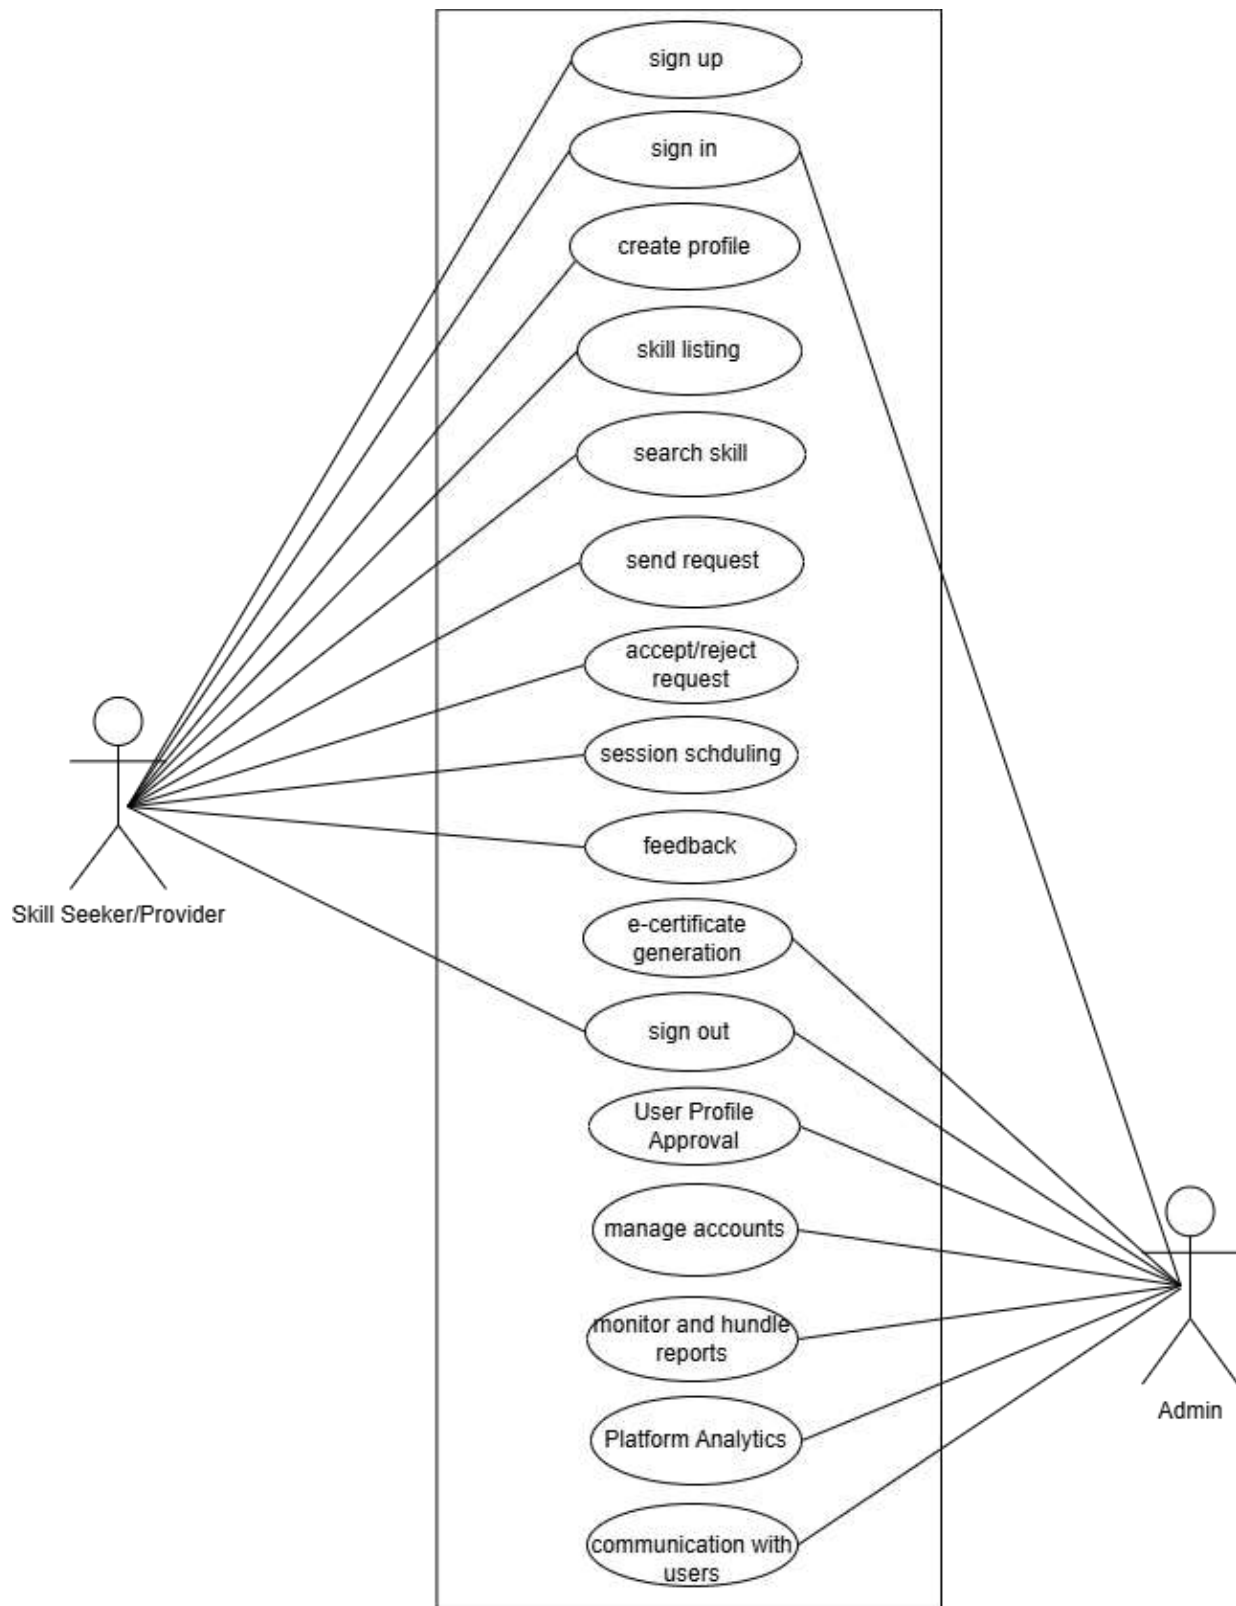 sign up
sign in
create profile
skill listing
search skill
send request
accept/reject
request
session schduling
feedback
Skill Seeker/Provider
e-certificate
generation
sign out
User Profile
Approval
manage accounts
monitor and hundle
reports
Admin
Platform Analytics
communication with
users